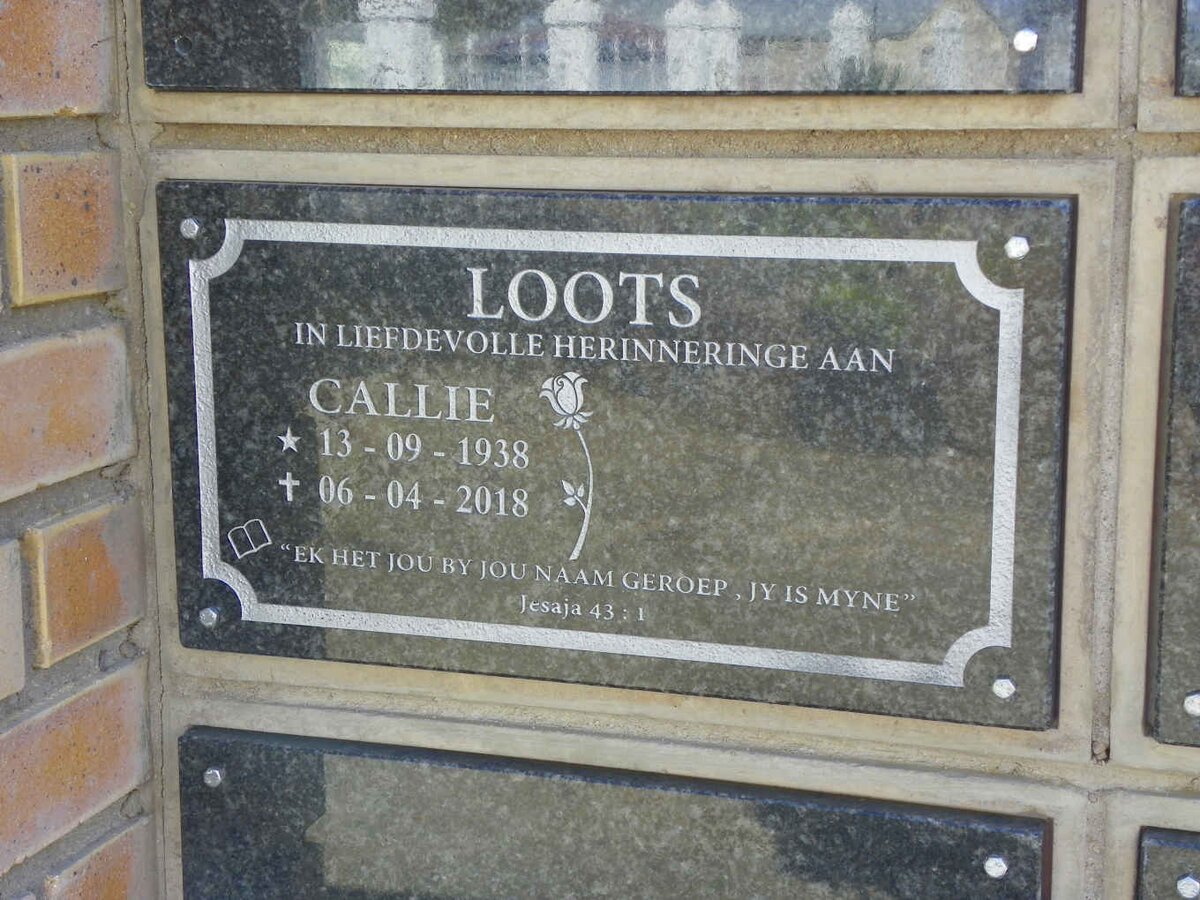 LOOTS
IN LIEFDEVOLLE HERINNERINGE AAN
CALLIE
★ 13 - 09 - 1938
✝ 06 - 04 - 2018
“EK HET JOU BY JOU NAAM GEROEP , JY IS MYNE”
Jesaja 43 : 1